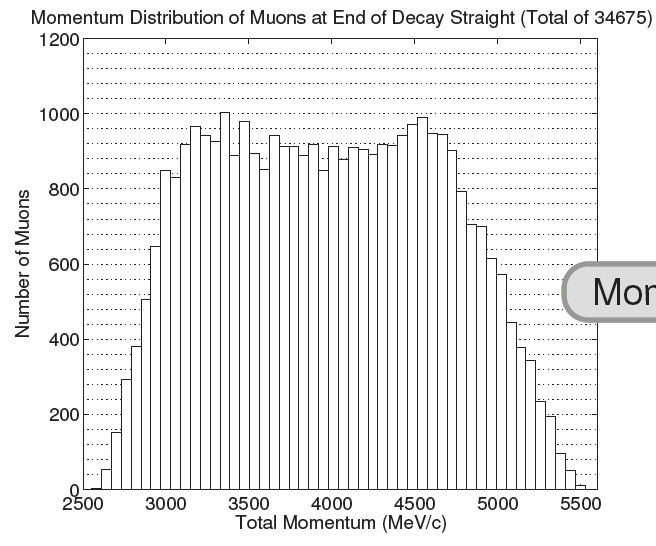 Momentum Distribution of Muons at End of Decay Straight (Total of 34675)
1200
1000
800
600
400
200
0
Number of Muons
2500 3000 3500 4000 4500 5000 5500
Total Momentum (MeV/c)